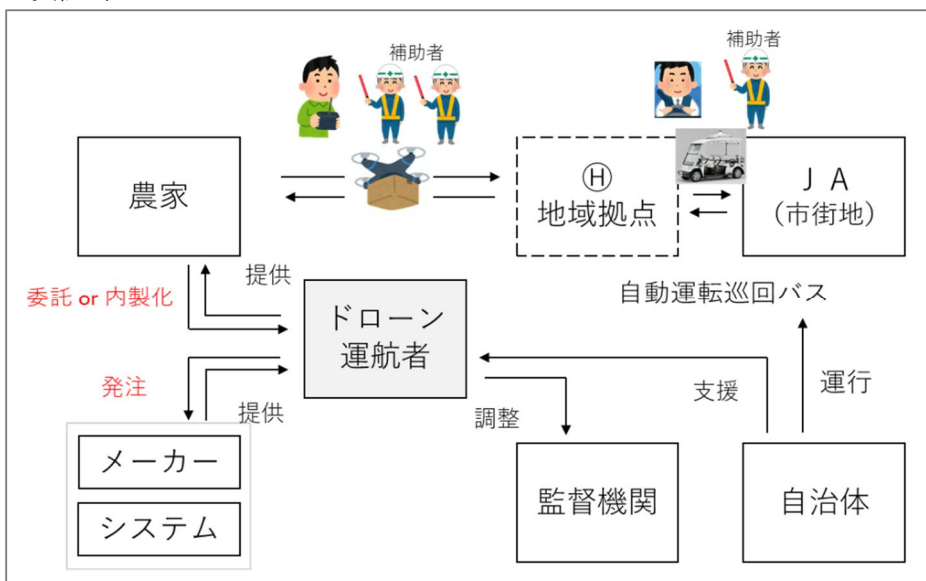 補助者
補助者
農家
Ⓗ
地域拠点
J A
（市街地）
提供
委託 or 内製化
自動運転巡回バス
ドローン
運航者
発注
提供
調整
支援
運行
メーカー
システム
監督機関
自治体